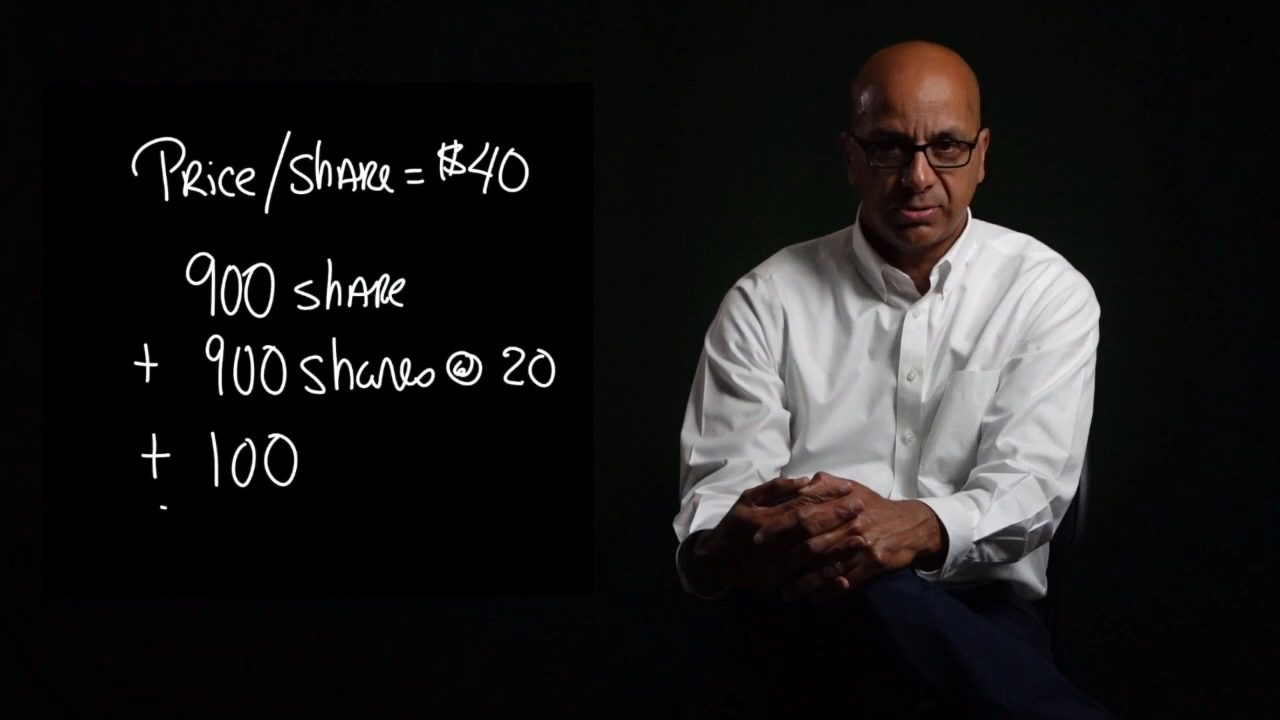 Price/share = $40
900 share
+ 900 shares @ 20
+ 100